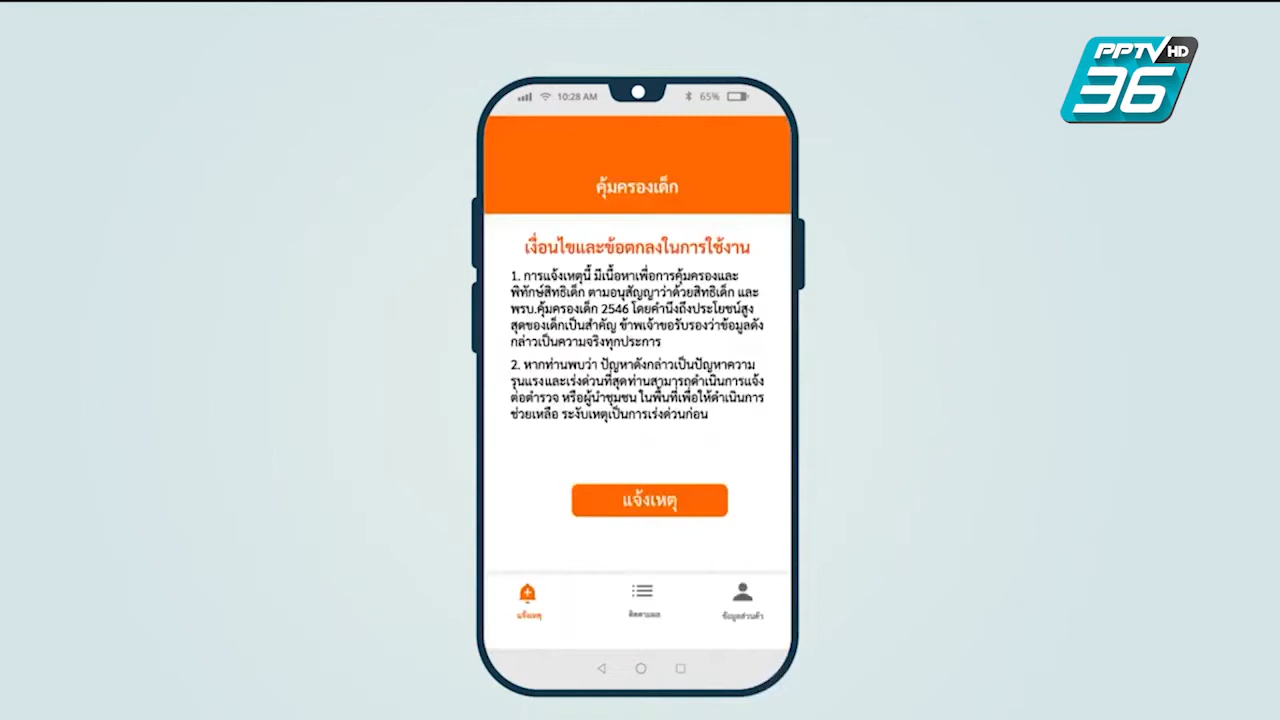 PPTV HD
36
10:28 AM
65%
คุ้มครองเด็ก
เงื่อนไขและข้อตกลงในการใช้งาน
1. การแจ้งเหตุนี้ มีเนื้อหาเพื่อการคุ้มครองและ
พิทักษ์สิทธิเด็ก ตามอนุสัญญาว่าด้วยสิทธิเด็ก และ
พรบ.คุ้มครองเด็ก 2546 โดยคำนึงถึงประโยชน์สูง
สุดของเด็กเป็นสำคัญ ข้าพเจ้าขอรับรองว่าข้อมูลดัง
กล่าวเป็นความจริงทุกประการ
2. หากท่านพบว่า ปัญหาดังกล่าวเป็นปัญหาความ
รุนแรงและเร่งด่วนที่สุดท่านสามารถดำเนินการแจ้ง
ต่อตำรวจ หรือผู้นำชุมชน ในพื้นที่เพื่อให้ดำเนินการ
ช่วยเหลือ ระงับเหตุเป็นการเร่งด่วนก่อน
แจ้งเหตุ
แจ้งเหตุ
ติดตามผล
ข้อมูลส่วนตัว